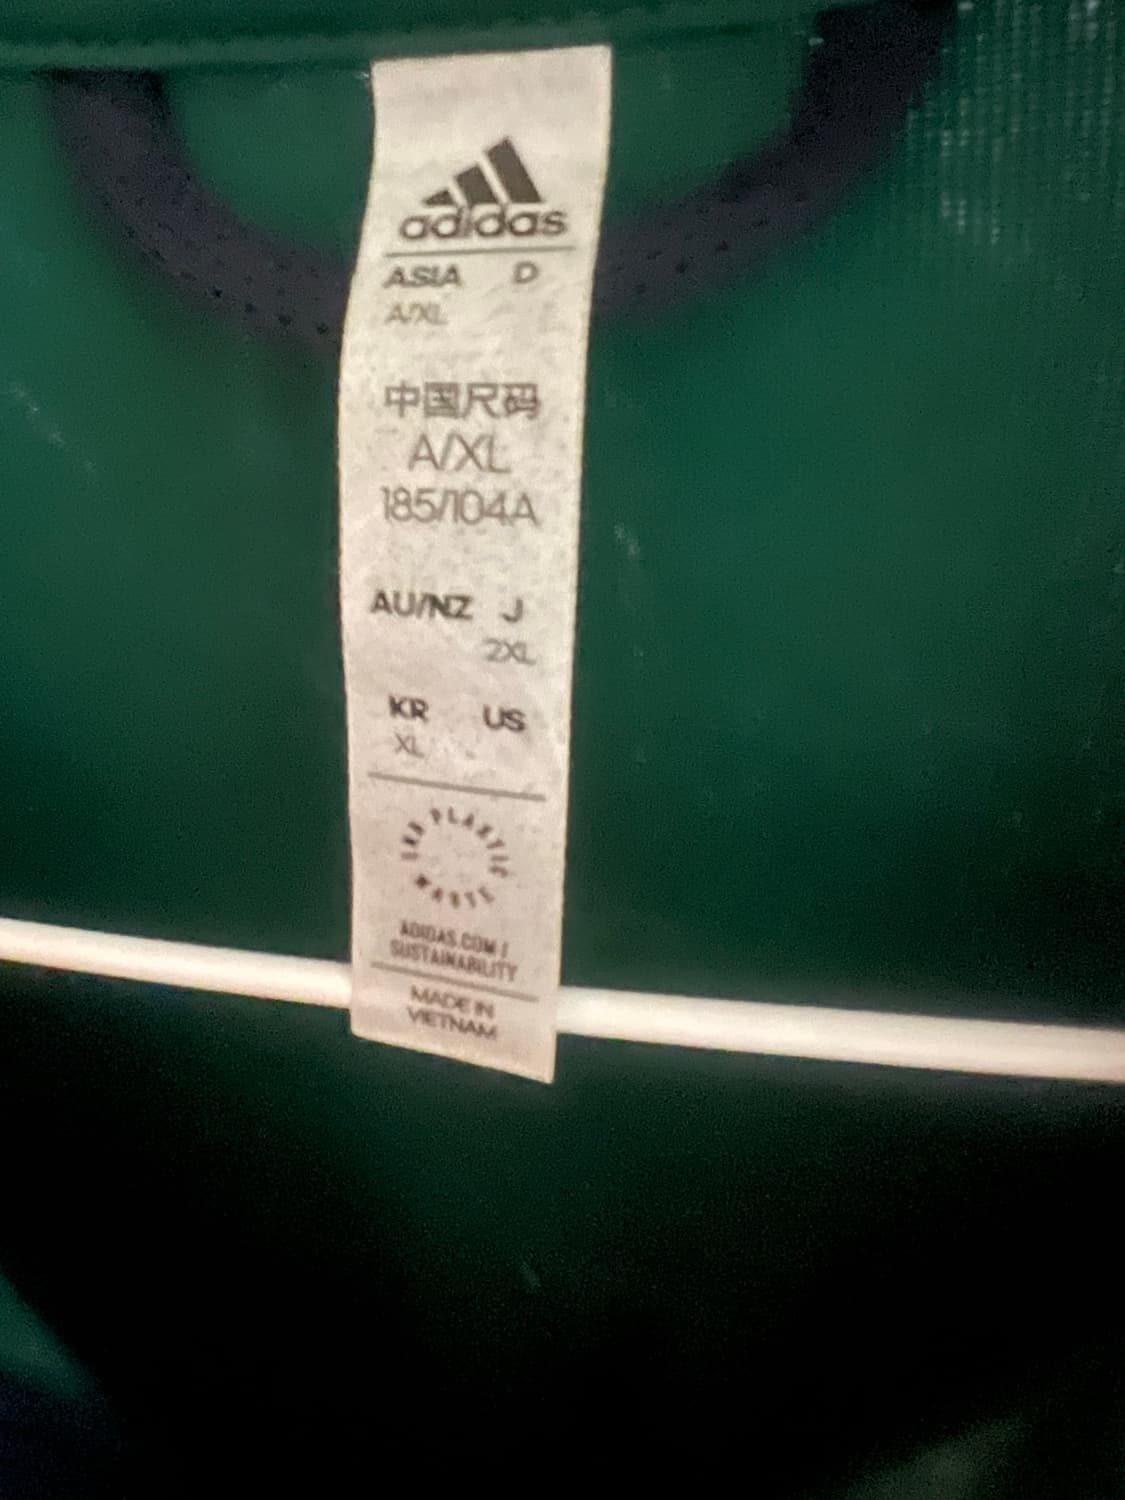 adidas
ASIA D
A/XL
中国尺码
A/XL
185/104A
AU/NZ J
2XL
KR US
XL
END PLASTIC WASTE
ADIDAS.COM/
SUSTAINABILITY
MADE IN
VIETNAM